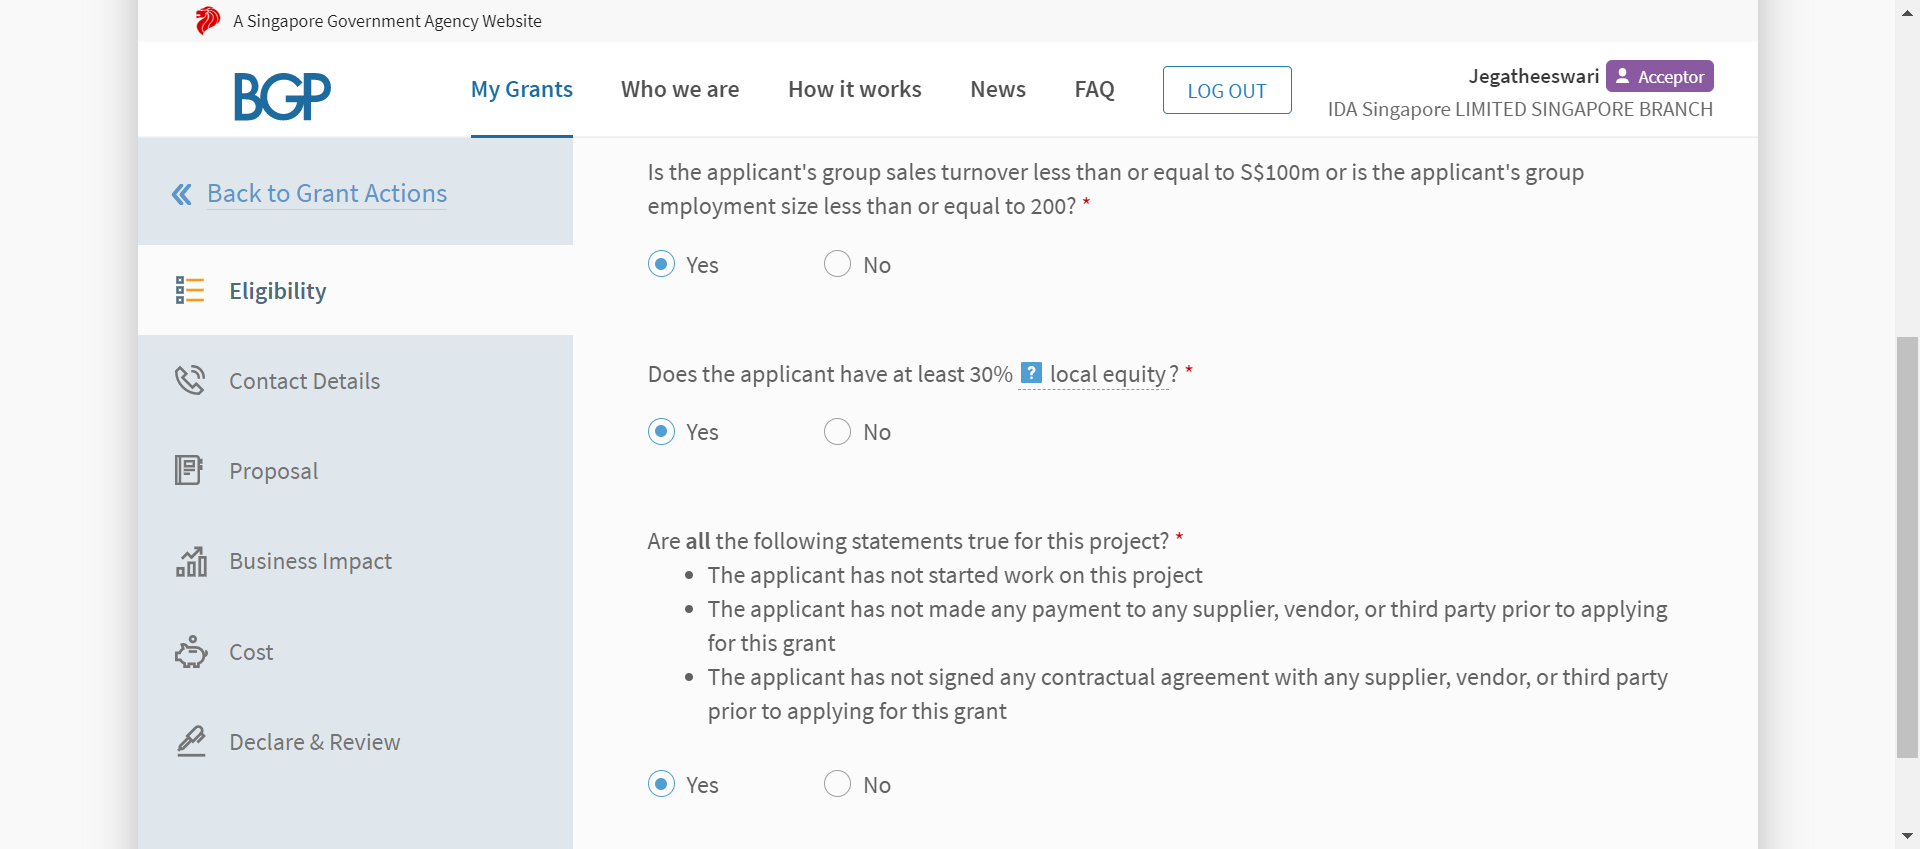 A Singapore Government Agency Website
BGP
My Grants
Who we are
How it works
News
FAQ
LOG OUT
Jegatheeswari
Acceptor
IDA Singapore LIMITED SINGAPORE BRANCH
Back to Grant Actions
Eligibility
Contact Details
Proposal
Business Impact
Cost
Declare & Review
Is the applicant's group sales turnover less than or equal to S$100m or is the applicant's group
employment size less than or equal to 200? *
Yes
No
Does the applicant have at least 30% ? local equity? *
Yes
No
Are all the following statements true for this project? *
• The applicant has not started work on this project
• The applicant has not made any payment to any supplier, vendor, or third party prior to applying
for this grant
• The applicant has not signed any contractual agreement with any supplier, vendor, or third party
prior to applying for this grant
Yes
No